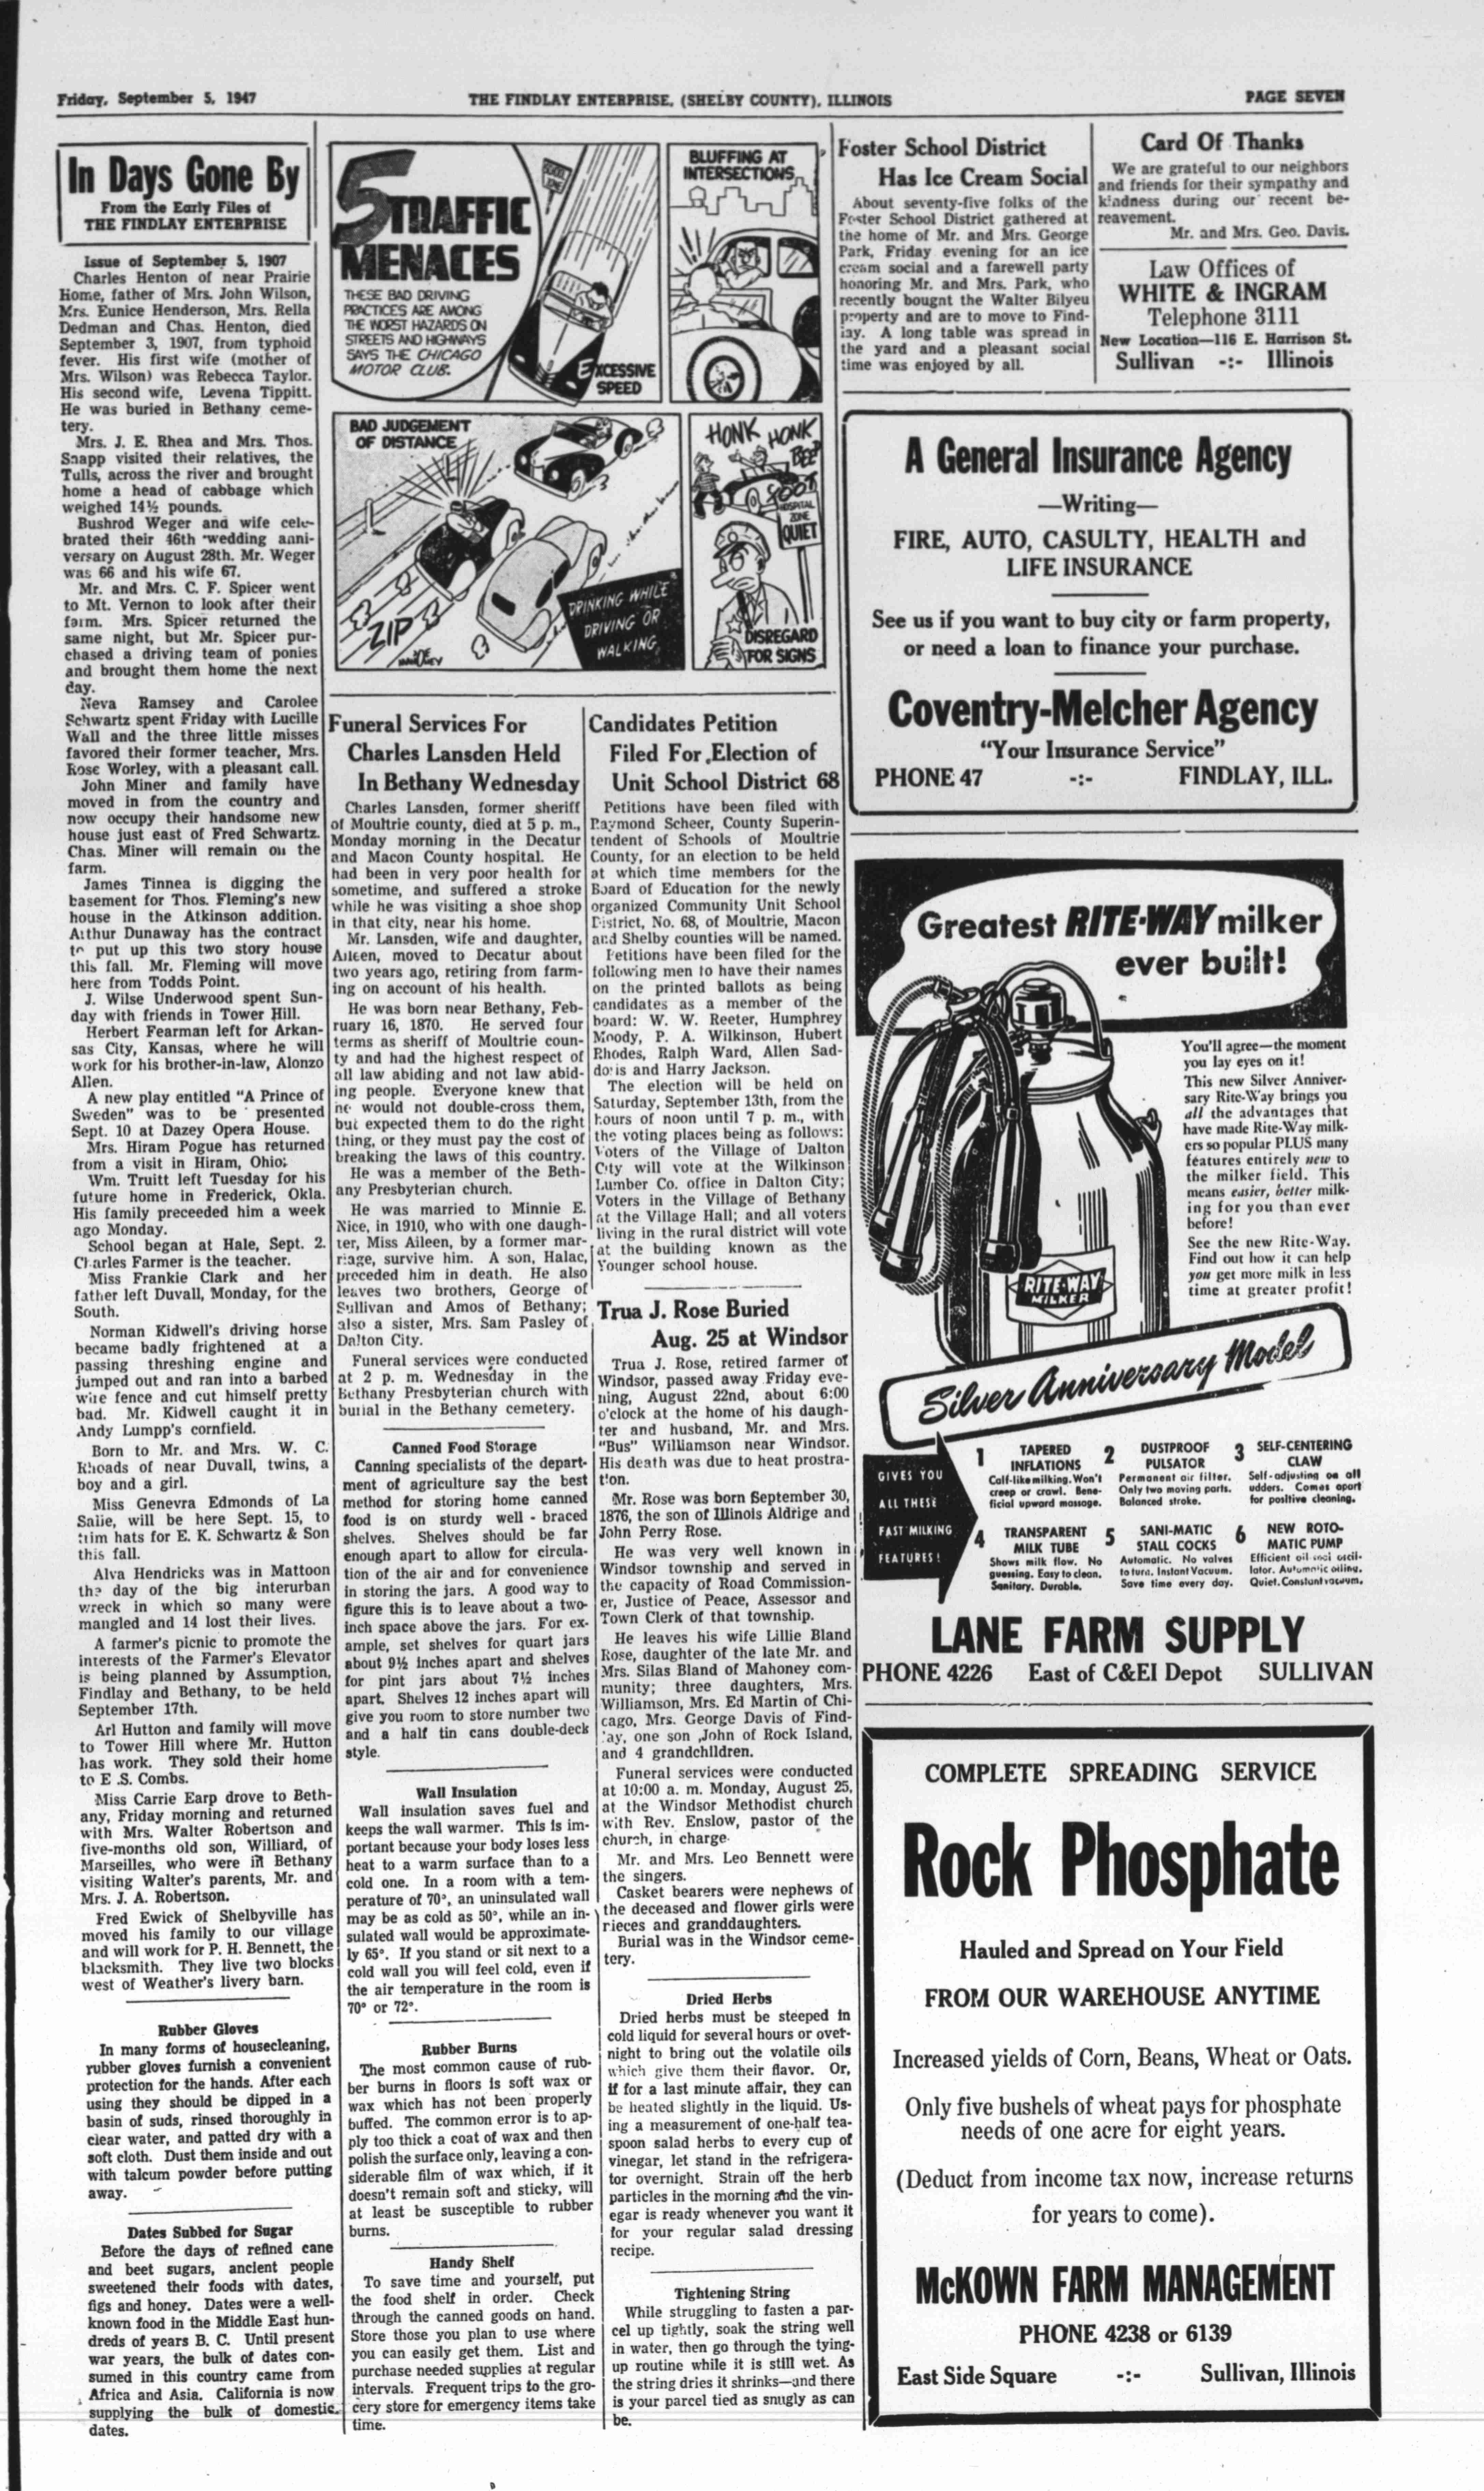 Friday, September 5, 1947
THE FINDLAY ENTERPRISE, (SHELBY COUNTY), ILLINOIS
PAGE SEVEN
In Days Gone By
From the Early Files of
THE FINDLAY ENTERPRISE
Issue of September 5, 1907
Charles Henton of near Prairie
Home, father of Mrs. John Wilson,
Mrs. Eunice Henderson, Mrs. Rella
Dedman and Chas. Henton, died
September 3, 1907, from typhoid
fever. His first wife (mother of
Mrs. Wilson) was Rebecca Taylor.
His second wife, Levena Tippitt.
He was buried in Bethany ceme-
tery.
Mrs. J. E. Rhea and Mrs. Thos.
Snapp visited their relatives, the
Tulls, across the river and brought
home a head of cabbage which
weighed 14½ pounds.
Bushrod Weger and wife cele-
brated their 46th wedding anni-
versary on August 28th. Mr. Weger
was 66 and his wife 67.
Mr. and Mrs. C. F. Spicer went
to Mt. Vernon to look after their
farm. Mrs. Spicer returned the
same night, but Mr. Spicer pur-
chased a driving team of ponies
and brought them home the next
day.
Neva Ramsey and Carolee
Schwartz spent Friday with Lucille
Wall and the three little misses
favored their former teacher, Mrs.
Rose Worley, with a pleasant call.
John Miner and family have
moved in from the country and
now occupy their handsome new
house just east of Fred Schwartz.
Chas. Miner will remain on the
farm.
James Tinnea is digging the
basement for Thos. Fleming's new
house in the Atkinson addition.
Arthur Dunaway has the contract
to put up this two story house
this fall. Mr. Fleming will move
here from Todds Point.
J. Wilse Underwood spent Sun-
day with friends in Tower Hill.
Herbert Fearman left for Arkan-
sas City, Kansas, where he will
work for his brother-in-law, Alonzo
Allen.
A new play entitled "A Prince of
Sweden" was to be presented
Sept. 10 at Dazey Opera House.
Mrs. Hiram Pogue has returned
from a visit in Hiram, Ohio.
Wm. Truitt left Tuesday for his
future home in Frederick, Okla.
His family preceeded him a week
ago Monday.
School began at Hale, Sept. 2.
Charles Farmer is the teacher.
Miss Frankie Clark and her
father left Duvall, Monday, for the
South.
Norman Kidwell's driving horse
became badly frightened at a
passing threshing engine and
jumped out and ran into a barbed
wire fence and cut himself pretty
bad. Mr. Kidwell caught it in
Andy Lumpp's cornfield.
Born to Mr. and Mrs. W. C.
Rhoads of near Duvall, twins, a
boy and a girl.
Miss Genevra Edmonds of La
Salle, will be here Sept. 15, to
trim hats for E. K. Schwartz & Son
this fall.
Alva Hendricks was in Mattoon
the day of the big interurban
wreck in which so many were
mangled and 14 lost their lives.
A farmer's picnic to promote the
interests of the Farmer's Elevator
is being planned by Assumption,
Findlay and Bethany, to be held
September 17th.
Arl Hutton and family will move
to Tower Hill where Mr. Hutton
has work. They sold their home
to E .S. Combs.
Miss Carrie Earp drove to Beth-
any, Friday morning and returned
with Mrs. Walter Robertson and
five-months old son, Williard, of
Marseilles, who were in Bethany
visiting Walter's parents, Mr. and
Mrs. J. A. Robertson.
Fred Ewick of Shelbyville has
moved his family to our village
and will work for P. H. Bennett, the
blacksmith. They live two blocks
west of Weather's livery barn.
Rubber Gloves
In many forms of housecleaning,
rubber gloves furnish a convenient
protection for the hands. After each
using they should be dipped in a
basin of suds, rinsed thoroughly in
clear water, and patted dry with a
soft cloth. Dust them inside and out
with talcum powder before putting
away.
Dates Subbed for Sugar
Before the days of refined cane
and beet sugars, ancient people
sweetened their foods with dates,
figs and honey. Dates were a well-
known food in the Middle East hun-
dreds of years B. C. Until present
war years, the bulk of dates con-
sumed in this country came from
Africa and Asia. California is now
supplying the bulk of domestic
dates.
5 TRAFFIC
MENACES
THESE BAD DRIVING
PRACTICES ARE AMONG
THE WORST HAZARDS ON
STREETS AND HIGHWAYS
SAYS THE CHICAGO
MOTOR CLUB.
SCHOOL
ZONE
EXCESSIVE
SPEED
BLUFFING AT
INTERSECTIONS
BAD JUDGEMENT
OF DISTANCE
ZIP
DRINKING WHILE
DRIVING OR
WALKING
HONK HONK
BEEP
TOOT
HOSPITAL
ZONE
QUIET
DISREGARD
FOR SIGNS
Funeral Services For
Charles Lansden Held
In Bethany Wednesday
Charles Lansden, former sheriff
of Moultrie county, died at 5 p. m.,
Monday morning in the Decatur
and Macon County hospital. He
had been in very poor health for
sometime, and suffered a stroke
while he was visiting a shoe shop
in that city, near his home.
Mr. Lansden, wife and daughter,
Aileen, moved to Decatur about
two years ago, retiring from farm-
ing on account of his health.
He was born near Bethany, Feb-
ruary 16, 1870. He served four
terms as sheriff of Moultrie coun-
ty and had the highest respect of
all law abiding and not law abid-
ing people. Everyone knew that
he would not double-cross them,
but expected them to do the right
thing, or they must pay the cost of
breaking the laws of this country.
He was a member of the Beth-
any Presbyterian church.
He was married to Minnie E.
Nice, in 1910, who with one daugh-
ter, Miss Aileen, by a former mar-
riage, survive him. A son, Halac,
preceded him in death. He also
leaves two brothers, George of
Sullivan and Amos of Bethany;
also a sister, Mrs. Sam Pasley of
Dalton City.
Funeral services were conducted
at 2 p. m. Wednesday in the
Bethany Presbyterian church with
burial in the Bethany cemetery.
Canned Food Storage
Canning specialists of the depart-
ment of agriculture say the best
method for storing home canned
food is on sturdy well - braced
shelves. Shelves should be far
enough apart to allow for circula-
tion of the air and for convenience
in storing the jars. A good way to
figure this is to leave about a two-
inch space above the jars. For ex-
ample, set shelves for quart jars
about 9½ inches apart and shelves
for pint jars about 7½ inches
apart. Shelves 12 inches apart will
give you room to store number two
and a half tin cans double-deck
style.
Wall Insulation
Wall insulation saves fuel and
keeps the wall warmer. This is im-
portant because your body loses less
heat to a warm surface than to a
cold one. In a room with a tem-
perature of 70°, an uninsulated wall
may be as cold as 50°, while an in-
sulated wall would be approximate-
ly 65°. If you stand or sit next to a
cold wall you will feel cold, even if
the air temperature in the room is
70° or 72°.
Rubber Burns
The most common cause of rub-
ber burns in floors is soft wax or
wax which has not been properly
buffed. The common error is to ap-
ply too thick a coat of wax and then
polish the surface only, leaving a con-
siderable film of wax which, if it
doesn't remain soft and sticky, will
at least be susceptible to rubber
burns.
Handy Shelf
To save time and yourself, put
the food shelf in order. Check
through the canned goods on hand.
Store those you plan to use where
you can easily get them. List and
purchase needed supplies at regular
intervals. Frequent trips to the gro-
cery store for emergency items take
time.
Candidates Petition
Filed For Election of
Unit School District 68
Petitions have been filed with
Raymond Scheer, County Superin-
tendent of Schools of Moultrie
County, for an election to be held
at which time members for the
Board of Education for the newly
organized Community Unit School
District, No. 68, of Moultrie, Macon
and Shelby counties will be named.
Petitions have been filed for the
following men to have their names
on the printed ballots as being
candidates as a member of the
board: W. W. Reeter, Humphrey
Moody, P. A. Wilkinson, Hubert
Rhodes, Ralph Ward, Allen Sad-
doris and Harry Jackson.
The election will be held on
Saturday, September 13th, from the
hours of noon until 7 p. m., with
the voting places being as follows:
Voters of the Village of Dalton
City will vote at the Wilkinson
Lumber Co. office in Dalton City;
Voters in the Village of Bethany
at the Village Hall; and all voters
living in the rural district will vote
at the building known as the
Younger school house.
Trua J. Rose Buried
Aug. 25 at Windsor
Trua J. Rose, retired farmer of
Windsor, passed away Friday eve-
ning, August 22nd, about 6:00
o'clock at the home of his daugh-
ter and husband, Mr. and Mrs.
"Bus" Williamson near Windsor.
His death was due to heat prostra-
tion.
Mr. Rose was born September 30,
1876, the son of Illinois Aldrige and
John Perry Rose.
He was very well known in
Windsor township and served in
the capacity of Road Commission-
er, Justice of Peace, Assessor and
Town Clerk of that township.
He leaves his wife Lillie Bland
Rose, daughter of the late Mr. and
Mrs. Silas Bland of Mahoney com-
munity; three daughters, Mrs.
Williamson, Mrs. Ed Martin of Chi-
cago, Mrs. George Davis of Find-
lay, one son ,John of Rock Island,
and 4 grandchildren.
Funeral services were conducted
at 10:00 a. m. Monday, August 25,
at the Windsor Methodist church
with Rev. Enslow, pastor of the
church, in charge.
Mr. and Mrs. Leo Bennett were
the singers.
Casket bearers were nephews of
the deceased and flower girls were
nieces and granddaughters.
Burial was in the Windsor ceme-
tery.
Dried Herbs
Dried herbs must be steeped in
cold liquid for several hours or over-
night to bring out the volatile oils
which give them their flavor. Or,
if for a last minute affair, they can
be heated slightly in the liquid. Us-
ing a measurement of one-half tea-
spoon salad herbs to every cup of
vinegar, let stand in the refrigera-
tor overnight. Strain off the herb
particles in the morning and the vin-
egar is ready whenever you want it
for your regular salad dressing
recipe.
Tightening String
While struggling to fasten a par-
cel up tightly, soak the string well
in water, then go through the tying-
up routine while it is still wet. As
the string dries it shrinks—and there
is your parcel tied as snugly as can
be.
Foster School District
Has Ice Cream Social
About seventy-five folks of the
Foster School District gathered at
the home of Mr. and Mrs. George
Park, Friday evening for an ice
cream social and a farewell party
honoring Mr. and Mrs. Park, who
recently bougnt the Walter Bilyeu
property and are to move to Find-
lay. A long table was spread in
the yard and a pleasant social
time was enjoyed by all.
Card Of Thanks
We are grateful to our neighbors
and friends for their sympathy and
kindness during our recent be-
reavement.
Mr. and Mrs. Geo. Davis.
Law Offices of
WHITE & INGRAM
Telephone 3111
New Location—116 E. Harrison St.
Sullivan -:- Illinois
A General Insurance Agency
—Writing—
FIRE, AUTO, CASULTY, HEALTH and
LIFE INSURANCE
See us if you want to buy city or farm property,
or need a loan to finance your purchase.
Coventry-Melcher Agency
"Your Insurance Service"
PHONE 47 -:- FINDLAY, ILL.
Greatest RITE-WAY milker
ever built!
You'll agree—the moment
you lay eyes on it!
This new Silver Anniver-
sary Rite-Way brings you
all the advantages that
have made Rite-Way milk-
ers so popular PLUS many
features entirely new to
the milker field. This
means easier, better milk-
ing for you than ever
before!
See the new Rite-Way.
Find out how it can help
you get more milk in less
time at greater profit!
RITE-WAY
MILKER
Silver Anniversary Model
GIVES YOU
ALL THESE
FAST MILKING
FEATURES!
1 TAPERED
INFLATIONS
Calf-like milking. Won't
creep or crawl. Bene-
ficial upward massage.
2 DUSTPROOF
PULSATOR
Permanent air filter.
Only two moving parts.
Balanced stroke.
3 SELF-CENTERING
CLAW
Self-adjusting on all
udders. Comes apart
for positive cleaning.
4 TRANSPARENT
MILK TUBE
Shows milk flow. No
guessing. Easy to clean.
Sanitary. Durable.
5 SANI-MATIC
STALL COCKS
Automatic. No valves
to turn. Instant Vacuum.
Save time every day.
6 NEW ROTO-
MATIC PUMP
Efficient oil cool oscil-
lator. Automatic oiling.
Quiet. Constant vacuum.
LANE FARM SUPPLY
PHONE 4226 East of C&EI Depot SULLIVAN
COMPLETE SPREADING SERVICE
Rock Phosphate
Hauled and Spread on Your Field
FROM OUR WAREHOUSE ANYTIME
Increased yields of Corn, Beans, Wheat or Oats.
Only five bushels of wheat pays for phosphate
needs of one acre for eight years.
(Deduct from income tax now, increase returns
for years to come).
McKOWN FARM MANAGEMENT
PHONE 4238 or 6139
East Side Square -:- Sullivan, Illinois